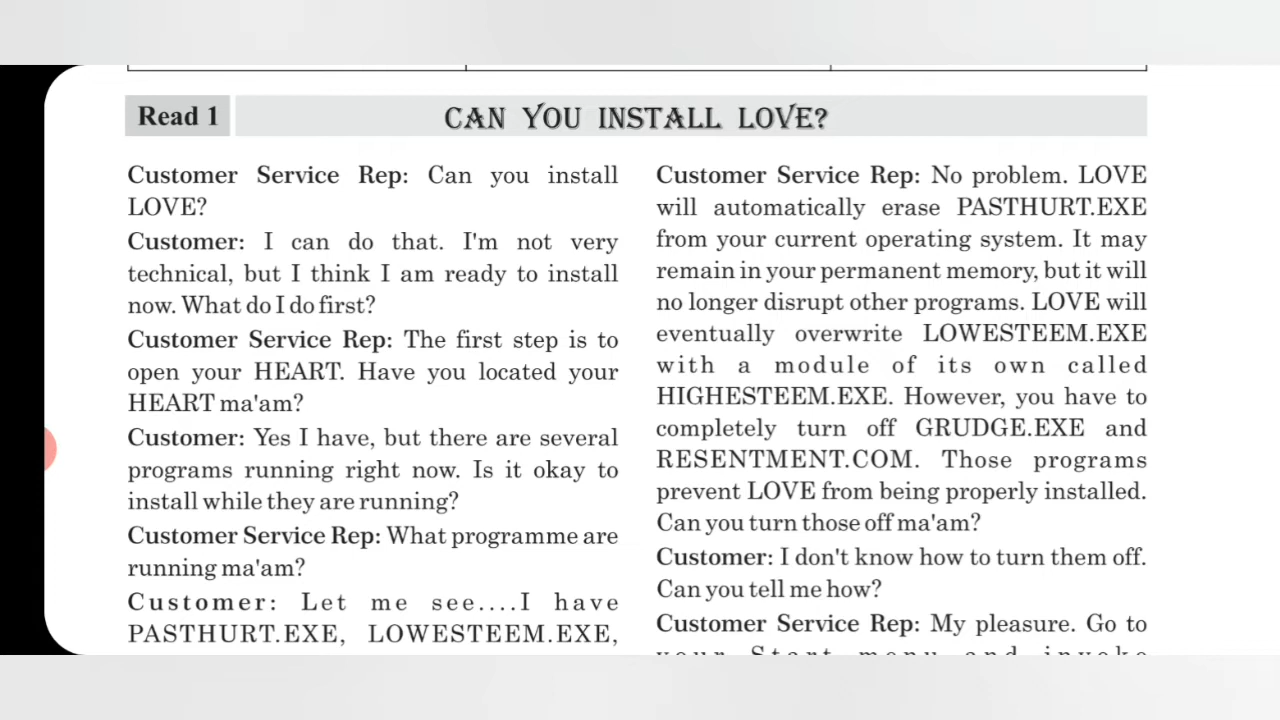 Read 1
CAN YOU INSTALL LOVE?
Customer Service Rep: Can you install
LOVE?
Customer: I can do that. I'm not very
technical, but I think I am ready to install
now. What do I do first?
Customer Service Rep: The first step is to
open your HEART. Have you located your
HEART ma'am?
Customer: Yes I have, but there are several
programs running right now. Is it okay to
install while they are running?
Customer Service Rep: What programme are
running ma'am?
Customer: Let me see....I have
PASTHURT.EXE, LOWESTEEM.EXE,
Customer Service Rep: No problem. LOVE
will automatically erase PASTHURT.EXE
from your current operating system. It may
remain in your permanent memory, but it will
no longer disrupt other programs. LOVE will
eventually overwrite LOWESTEEM.EXE
with a module of its own called
HIGHESTEEM.EXE. However, you have to
completely turn off GRUDGE.EXE and
RESENTMENT.COM. Those programs
prevent LOVE from being properly installed.
Can you turn those off ma'am?
Customer: I don't know how to turn them off.
Can you tell me how?
Customer Service Rep: My pleasure. Go to
your Start menu and invoke